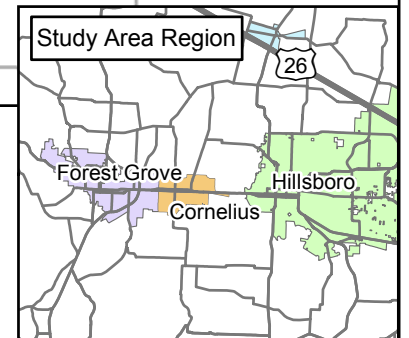 Study Area Region
26
Forest Grove
Hillsboro
Cornelius